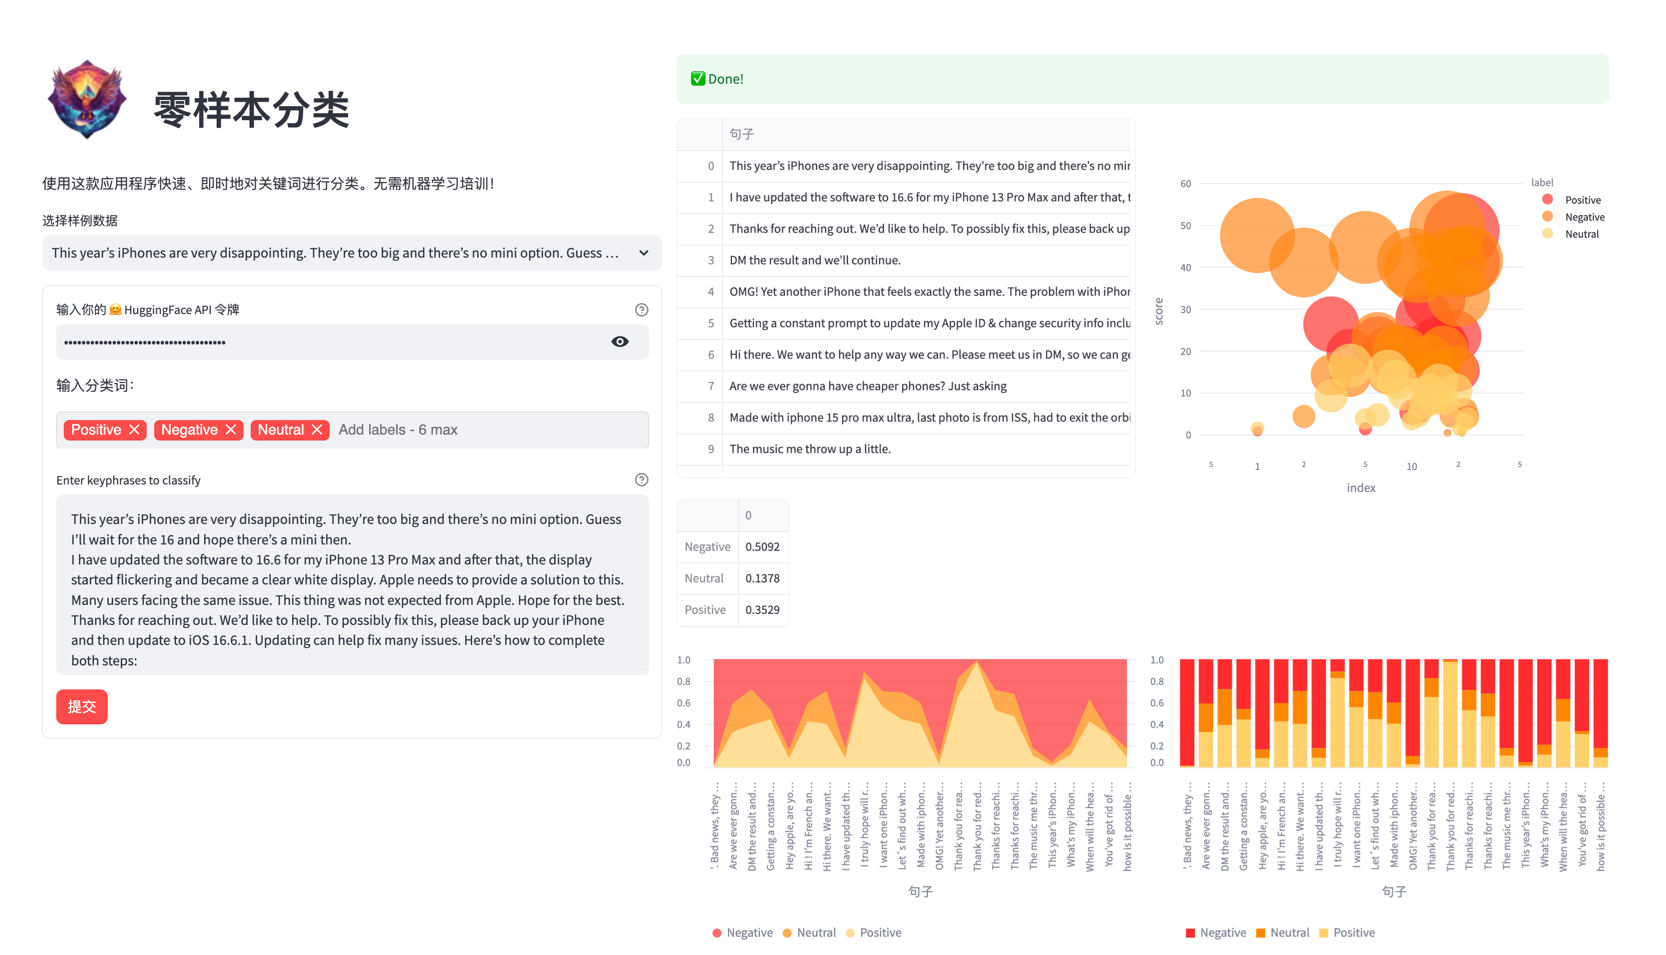 零样本分类
使用这款应用程序快速、即时地对关键词进行分类。无需机器学习培训！
选择样例数据
This year’s iPhones are very disappointing. They’re too big and there’s no mini option. Guess …
输入你的 🤗 HuggingFace API 令牌
输入分类词：
Positive
Negative
Neutral
Add labels - 6 max
Enter keyphrases to classify
This year’s iPhones are very disappointing. They’re too big and there’s no mini option. Guess
I’ll wait for the 16 and hope there’s a mini then.
I have updated the software to 16.6 for my iPhone 13 Pro Max and after that, the display
started flickering and became a clear white display. Apple needs to provide a solution to this.
Many users facing the same issue. This thing was not expected from Apple. Hope for the best.
Thanks for reaching out. We’d like to help. To possibly fix this, please back up your iPhone
and then update to iOS 16.6.1. Updating can help fix many issues. Here’s how to complete
both steps:
提交
✅ Done!
句子
0 This year’s iPhones are very disappointing. They’re too big and there’s no mir
1 I have updated the software to 16.6 for my iPhone 13 Pro Max and after that, t
2 Thanks for reaching out. We’d like to help. To possibly fix this, please back up
3 DM the result and we’ll continue.
4 OMG! Yet another iPhone that feels exactly the same. The problem with iPhor
5 Getting a constant prompt to update my Apple ID & change security info inclu
6 Hi there. We want to help any way we can. Please meet us in DM, so we can ge
7 Are we ever gonna have cheaper phones? Just asking
8 Made with iphone 15 pro max ultra, last photo is from ISS, had to exit the orbi
9 The music me throw up a little.
60
50
40
30
20
10
0
score
5 1 2 5 10 2 5
index
label
Positive
Negative
Neutral
0
Negative 0.5092
Neutral 0.1378
Positive 0.3529
1.0
0.8
0.6
0.4
0.2
0.0
'. Bad news, they …
Are we ever gonn…
DM the result and…
Getting a constan…
Hey apple, are yo…
Hi ! I'm French an…
Hi there. We want…
I have updated th…
I truly hope will r…
I want one iPhon…
Let´s find out wh…
Made with iphon…
OMG! Yet another…
Thank you for rea…
Thank you for red…
Thanks for reachi…
Thanks for reachi…
The music me thr…
This year’s iPhon…
What’s my iPhon…
When will the hea…
You’ve got rid of …
how is it possible …
句子
Negative Neutral Positive
1.0
0.8
0.6
0.4
0.2
0.0
'. Bad news, they …
Are we ever gonn…
DM the result and…
Getting a constan…
Hey apple, are yo…
Hi ! I'm French an…
Hi there. We want…
I have updated th…
I truly hope will r…
I want one iPhon…
Let´s find out wh…
Made with iphon…
OMG! Yet another…
Thank you for rea…
Thank you for red…
Thanks for reachi…
Thanks for reachi…
The music me thr…
This year’s iPhon…
What’s my iPhon…
When will the hea…
You’ve got rid of …
how is it possible …
句子
Negative Neutral Positive